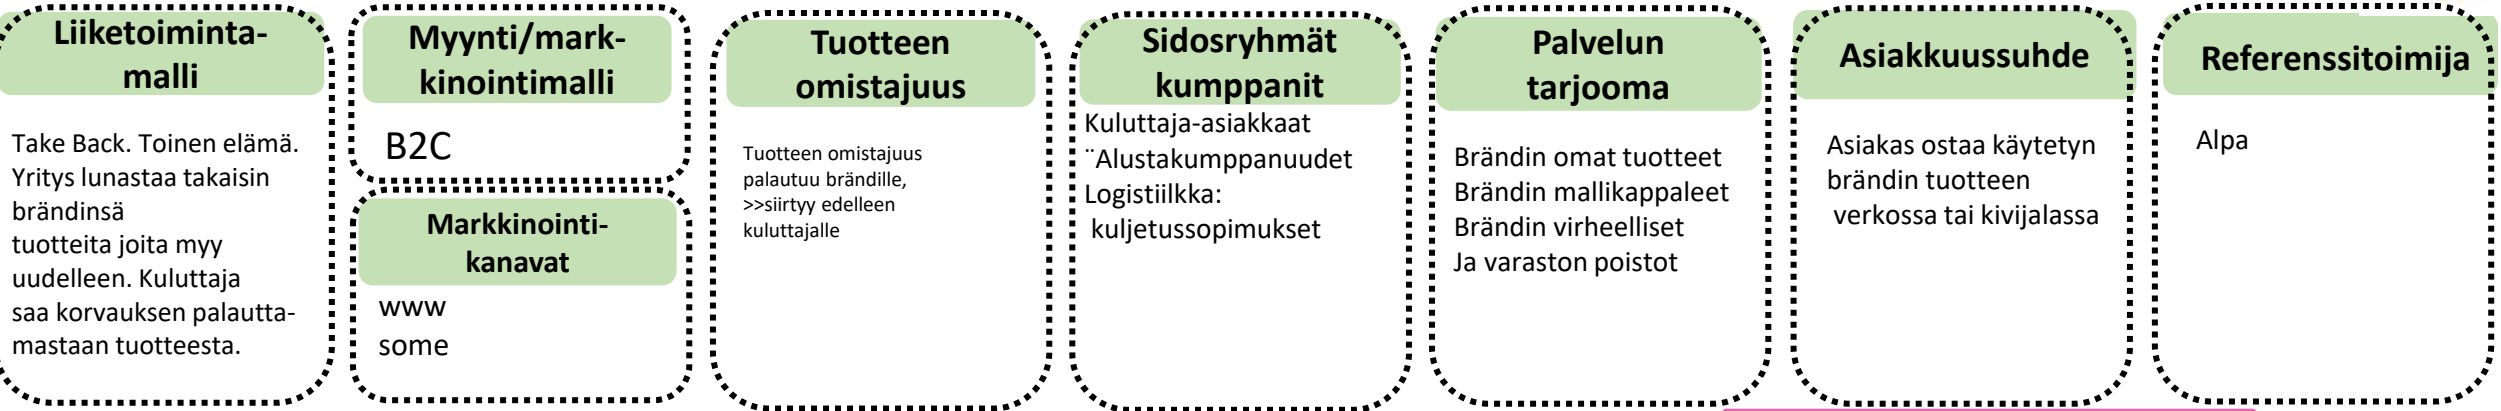 Liiketoiminta-
malli
Take Back. Toinen elämä.
Yritys lunastaa takaisin
brändinsä
tuotteita joita myy
uudelleen. Kuluttaja
saa korvauksen palautta-
mastaan tuotteesta.
Myynti/mark-
kinointimalli
B2C
Markkinointi-
kanavat
www
some
Tuotteen
omistajuus
Tuotteen omistajuus
palautuu brändille,
>>siirtyy edelleen
kuluttajalle
Sidosryhmät
kumppanit
Kuluttaja-asiakkaat
¨Alustakumppanuudet
Logistiilkka:
kuljetussopimukset
Palvelun
tarjooma
Brändin omat tuotteet
Brändin mallikappaleet
Brändin virheelliset
Ja varaston poistot
Asiakkuussuhde
Asiakas ostaa käytetyn
brändin tuotteen
verkossa tai kivijalassa
Referenssitoimija
Alpa